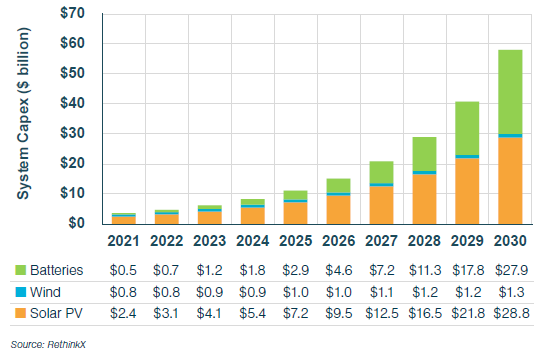 System Capex ($ billion)
$70
$60
$50
$40
$30
$20
$10
$0
2021 2022 2023 2024 2025 2026 2027 2028 2029 2030
Batteries $0.5 $0.7 $1.2 $1.8 $2.9 $4.6 $7.2 $11.3 $17.8 $27.9
Wind $0.8 $0.8 $0.9 $0.9 $1.0 $1.0 $1.1 $1.2 $1.2 $1.3
Solar PV $2.4 $3.1 $4.1 $5.4 $7.2 $9.5 $12.5 $16.5 $21.8 $28.8
Source: RethinkX